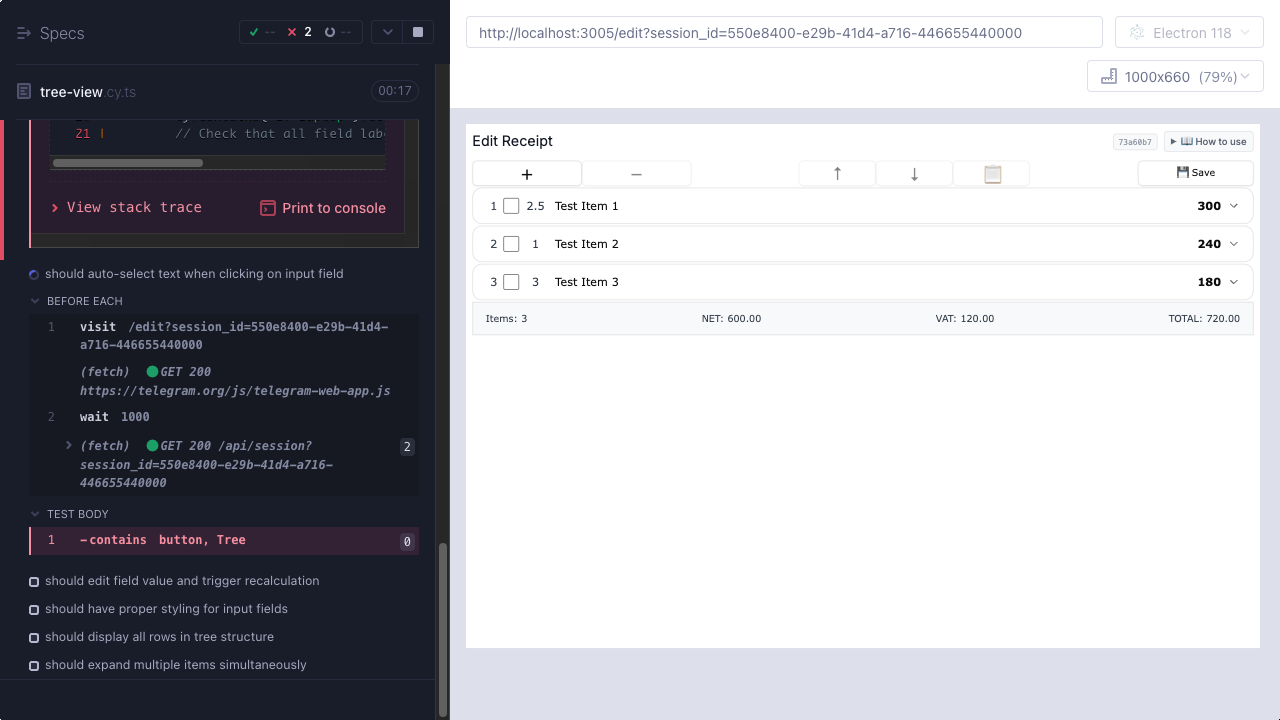 Specs
-- 2 --
tree-view.cy.ts
00:17
21 | // Check that all field lab
View stack trace
Print to console
should auto-select text when clicking on input field
BEFORE EACH
1 visit /edit?session_id=550e8400-e29b-41d4-
a716-446655440000
(fetch) GET 200
https://telegram.org/js/telegram-web-app.js
2 wait 1000
(fetch) GET 200 /api/session?
session_id=550e8400-e29b-41d4-a716-
446655440000
2
TEST BODY
1 -contains button, Tree 0
should edit field value and trigger recalculation
should have proper styling for input fields
should display all rows in tree structure
should expand multiple items simultaneously
http://localhost:3005/edit?session_id=550e8400-e29b-41d4-a716-446655440000
Electron 118
1000x660 (79%)
Edit Receipt
73a60b7
▶ 📖 How to use
+ − ↑ ↓ 📋 💾 Save
1 2.5 Test Item 1 300
2 1 Test Item 2 240
3 3 Test Item 3 180
Items: 3 NET: 600.00 VAT: 120.00 TOTAL: 720.00